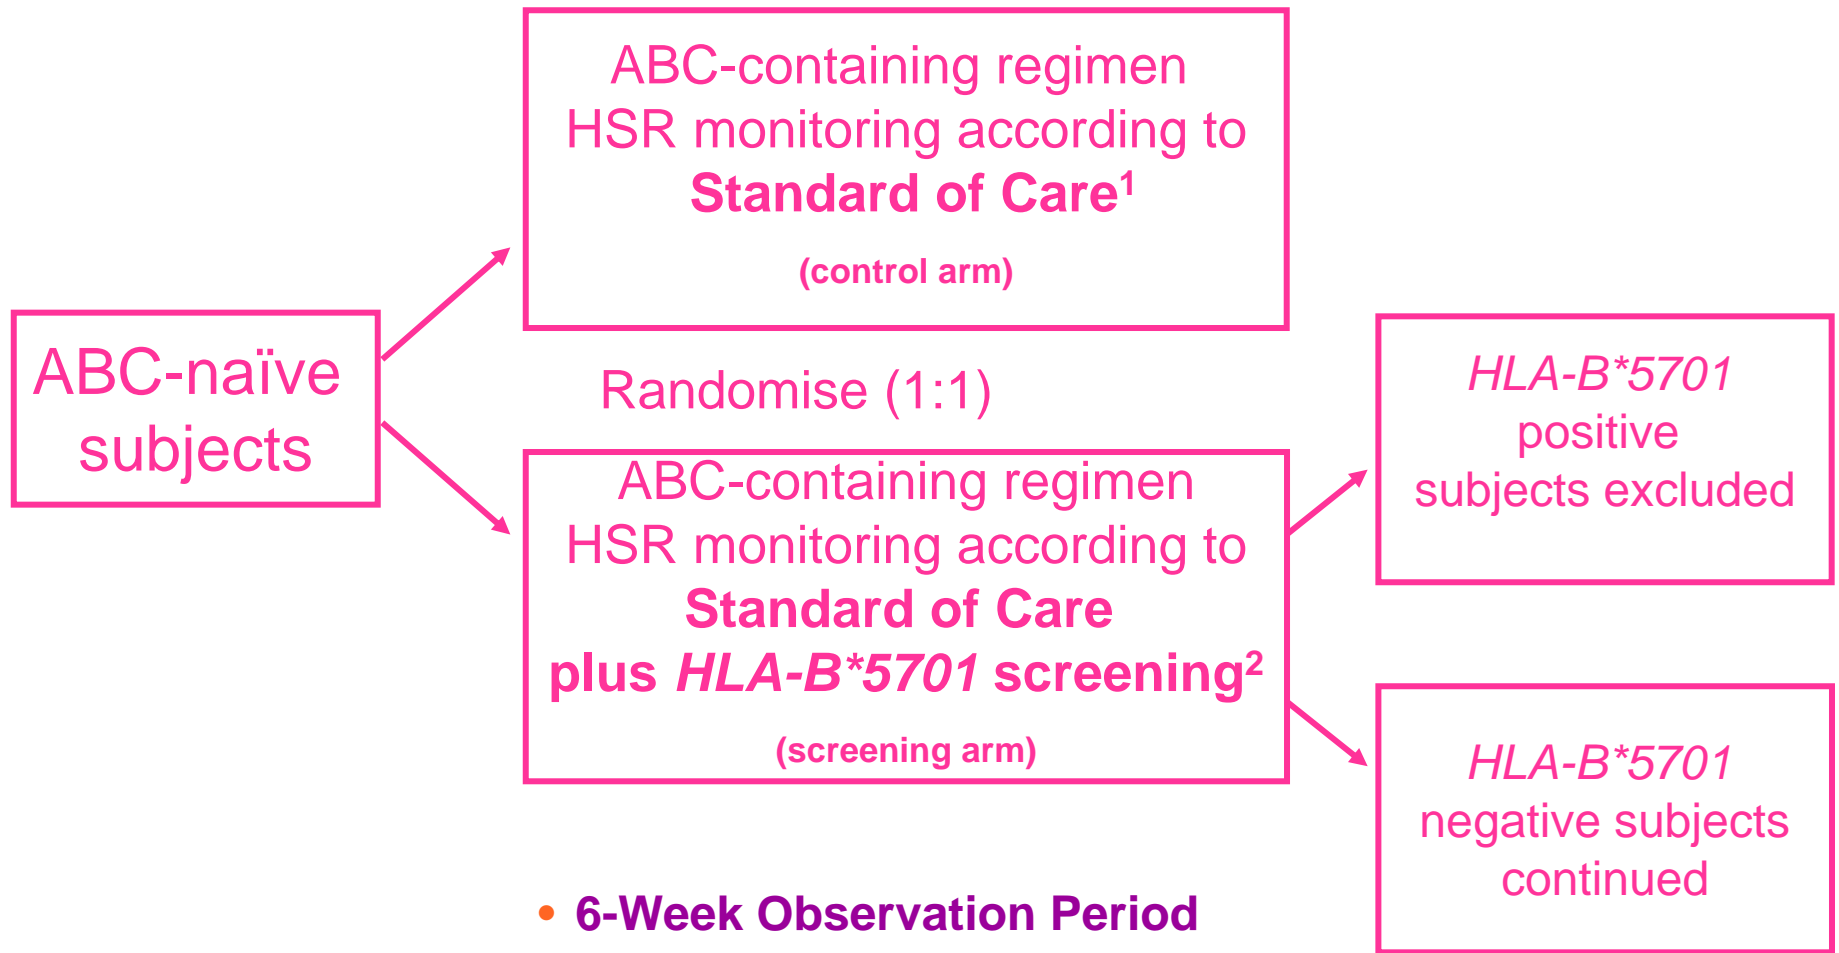 ABC-containing regimen
HSR monitoring according to
Standard of Care¹
(control arm)
ABC-naïve
subjects
Randomise (1:1)
ABC-containing regimen
HSR monitoring according to
Standard of Care
plus HLA-B*5701 screening²
(screening arm)
HLA-B*5701
positive
subjects excluded
HLA-B*5701
negative subjects
continued
• 6-Week Observation Period